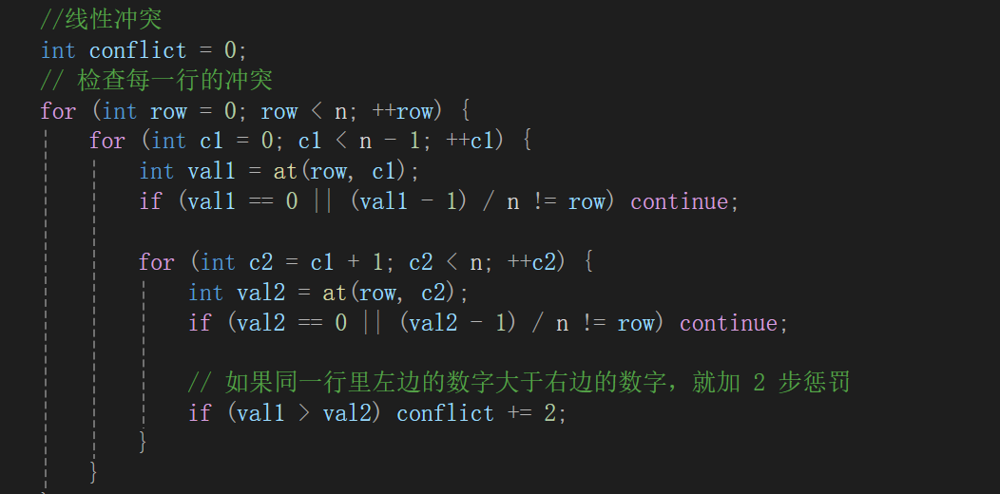 //线性冲突
int conflict = 0;
// 检查每一行的冲突
for (int row = 0; row < n; ++row) {
for (int c1 = 0; c1 < n - 1; ++c1) {
int val1 = at(row, c1);
if (val1 == 0 || (val1 - 1) / n != row) continue;
for (int c2 = c1 + 1; c2 < n; ++c2) {
int val2 = at(row, c2);
if (val2 == 0 || (val2 - 1) / n != row) continue;
// 如果同一行里左边的数字大于右边的数字，就加 2 步惩罚
if (val1 > val2) conflict += 2;
}
}